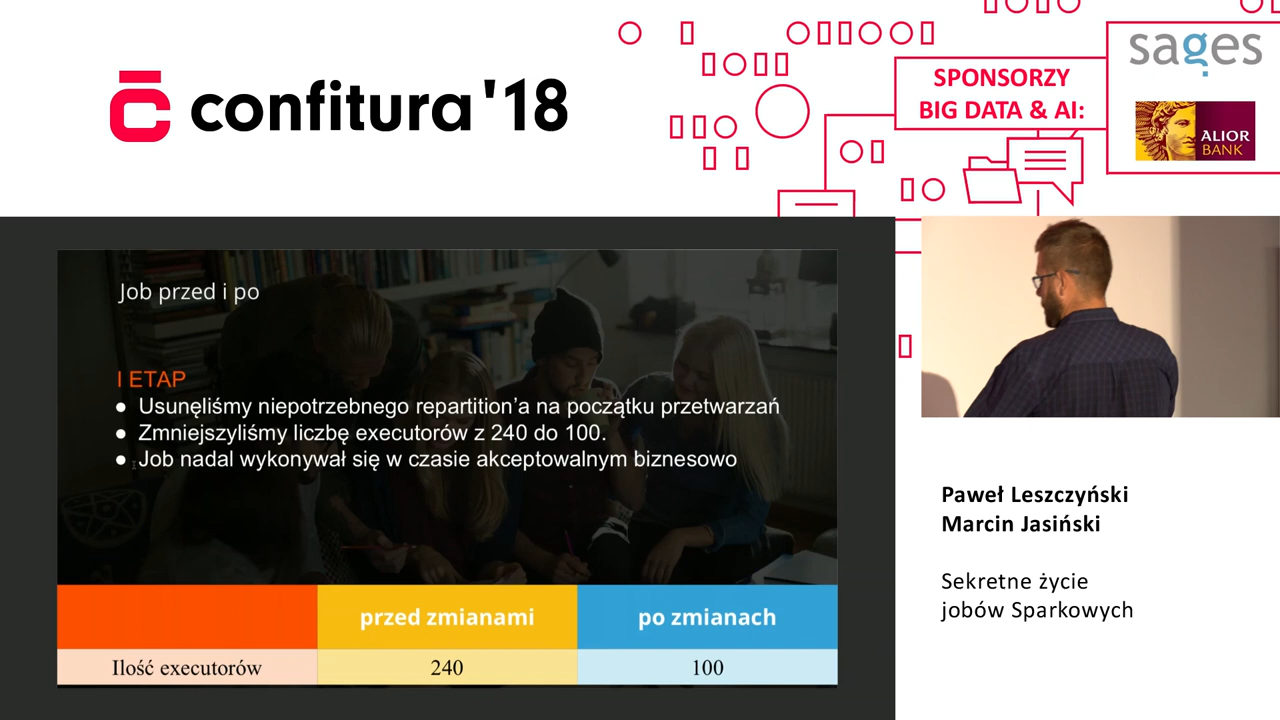 confitura '18
SPONSORZY
BIG DATA & AI:
sages
ALIOR
BANK
Job przed i po
I ETAP
● Usunęliśmy niepotrzebnego repartition’a na początku przetwarzań
● Zmniejszyliśmy liczbę executorów z 240 do 100.
● Job nadal wykonywał się w czasie akceptowalnym biznesowo
przed zmianami po zmianach
Ilość executorów 240 100
Paweł Leszczyński
Marcin Jasiński
Sekretne życie
jobów Sparkowych